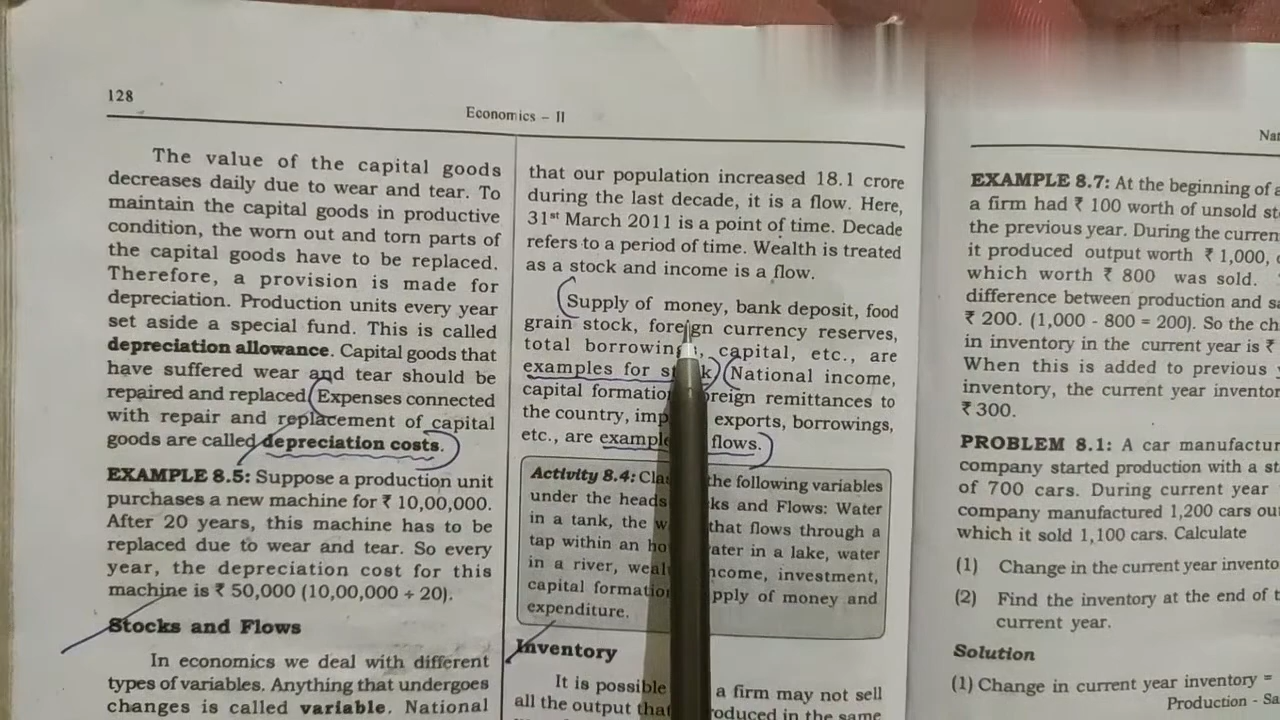 128
Economics – II
The value of the capital goods
decreases daily due to wear and tear. To
maintain the capital goods in productive
condition, the worn out and torn parts of
the capital goods have to be replaced.
Therefore, a provision is made for
depreciation. Production units every year
set aside a special fund. This is called
depreciation allowance. Capital goods that
have suffered wear and tear should be
repaired and replaced. Expenses connected
with repair and replacement of capital
goods are called depreciation costs.
EXAMPLE 8.5: Suppose a production unit
purchases a new machine for ₹ 10,00,000.
After 20 years, this machine has to be
replaced due to wear and tear. So every
year, the depreciation cost for this
machine is ₹ 50,000 (10,00,000 ÷ 20).
Stocks and Flows
In economics we deal with different
types of variables. Anything that undergoes
changes is called variable. National
that our population increased 18.1 crore
during the last decade, it is a flow. Here,
31st March 2011 is a point of time. Decade
refers to a period of time. Wealth is treated
as a stock and income is a flow.
Supply of money, bank deposit, food
grain stock, foreign currency reserves,
total borrowing, capital, etc., are
examples for st k National income,
capital formatio reign remittances to
the country, imp exports, borrowings,
etc., are example flows.
Activity 8.4: Cla the following variables
under the heads ks and Flows: Water
in a tank, the w that flows through a
tap within an ho ater in a lake, water
in a river, weal ncome, investment,
capital formatio pply of money and
expenditure.
Inventory
It is possible a firm may not sell
all the output that roduced in the same
Nat
EXAMPLE 8.7: At the beginning of a
a firm had ₹ 100 worth of unsold st
the previous year. During the curren
it produced output worth ₹ 1,000,
which worth ₹ 800 was sold.
difference between production and sa
₹ 200. (1,000 - 800 = 200). So the ch
in inventory in the current year is ₹
When this is added to previous y
inventory, the current year inventor
₹ 300.
PROBLEM 8.1: A car manufactur
company started production with a st
of 700 cars. During current year
company manufactured 1,200 cars ou
which it sold 1,100 cars. Calculate
(1) Change in the current year invento
(2) Find the inventory at the end of t
current year.
Solution
(1) Change in current year inventory =
Production - Sa